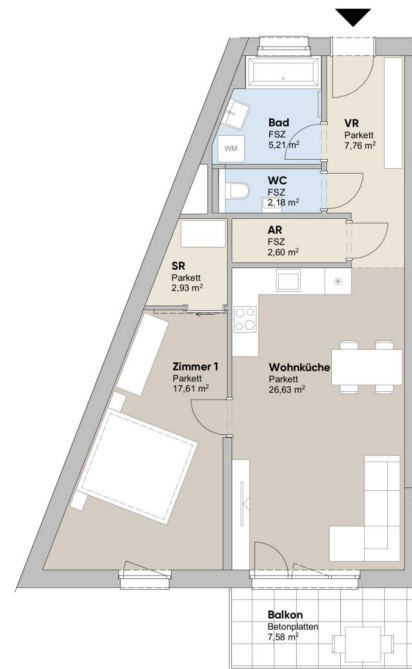 Bad
FSZ
5,21 m²
WM
VR
Parkett
7,76 m²
WC
FSZ
2,18 m²
AR
FSZ
2,60 m²
SR
Parkett
2,93 m²
Zimmer 1
Parkett
17,61 m²
Wohnküche
Parkett
26,63 m²
Balkon
Betonplatten
7,58 m²